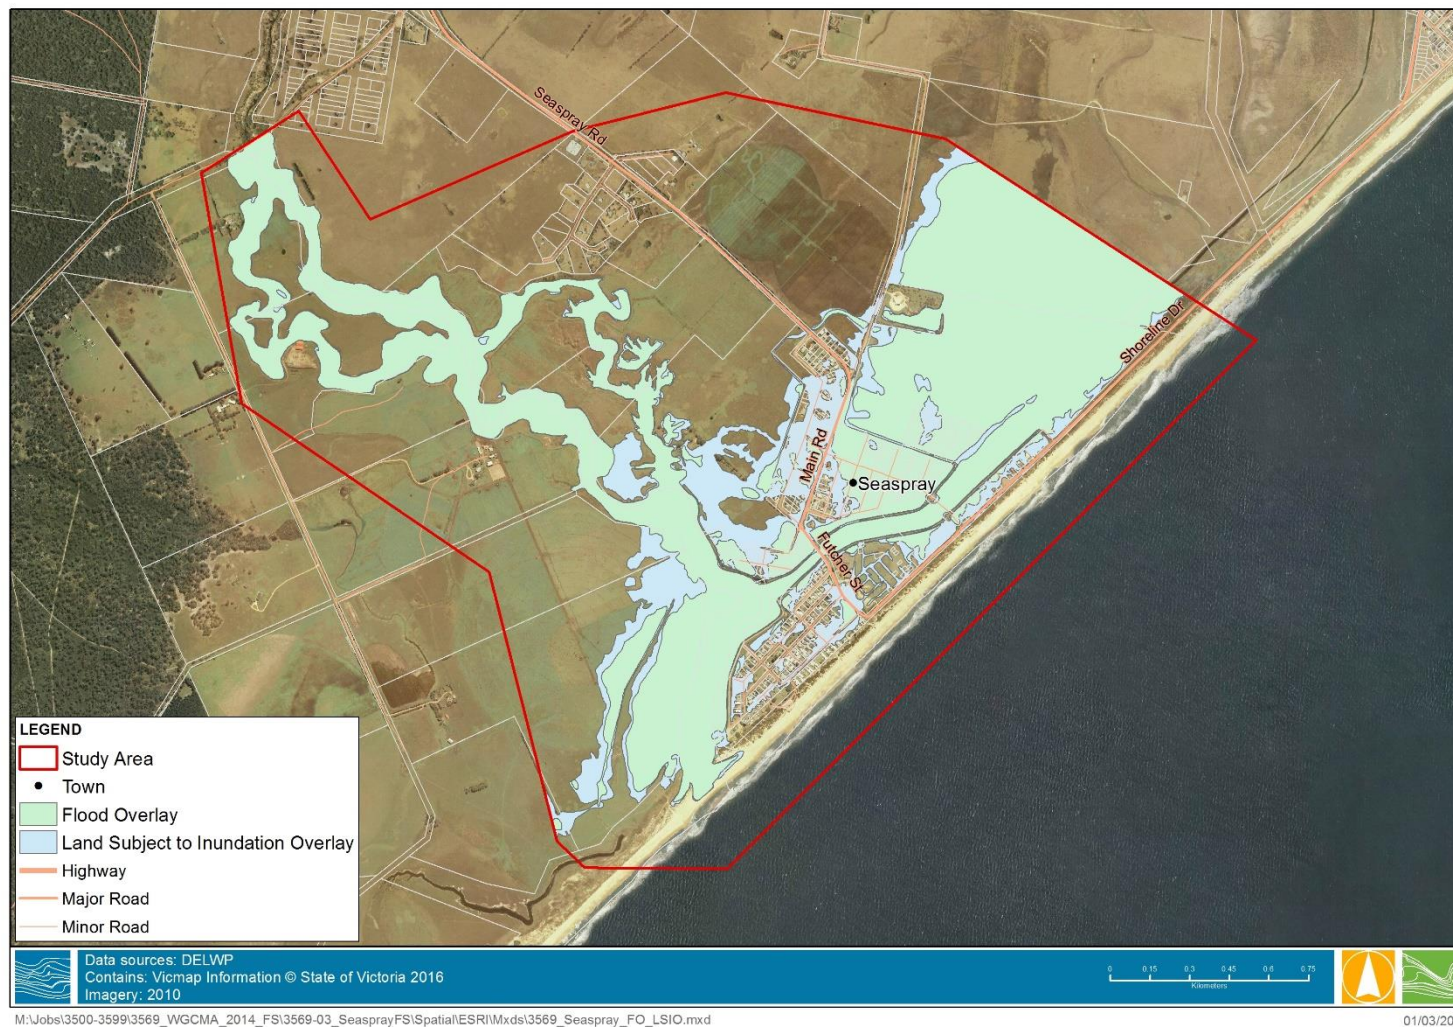 Seaspray Rd
Shoreline Dr
Main Rd
Seaspray
Futcher St
LEGEND
Study Area
Town
Flood Overlay
Land Subject to Inundation Overlay
Highway
Major Road
Minor Road
Data sources: DELWP
Contains: Vicmap Information © State of Victoria 2016
Imagery: 2010
0 0.15 0.3 0.45 0.6 0.75
Kilometers
M:\Jobs\3500-3599\3569_WGCMA_2014_FS\3569-03_SeasprayFS\Spatial\ESRI\Mxds\3569_Seaspray_FO_LSIO.mxd
01/03/20